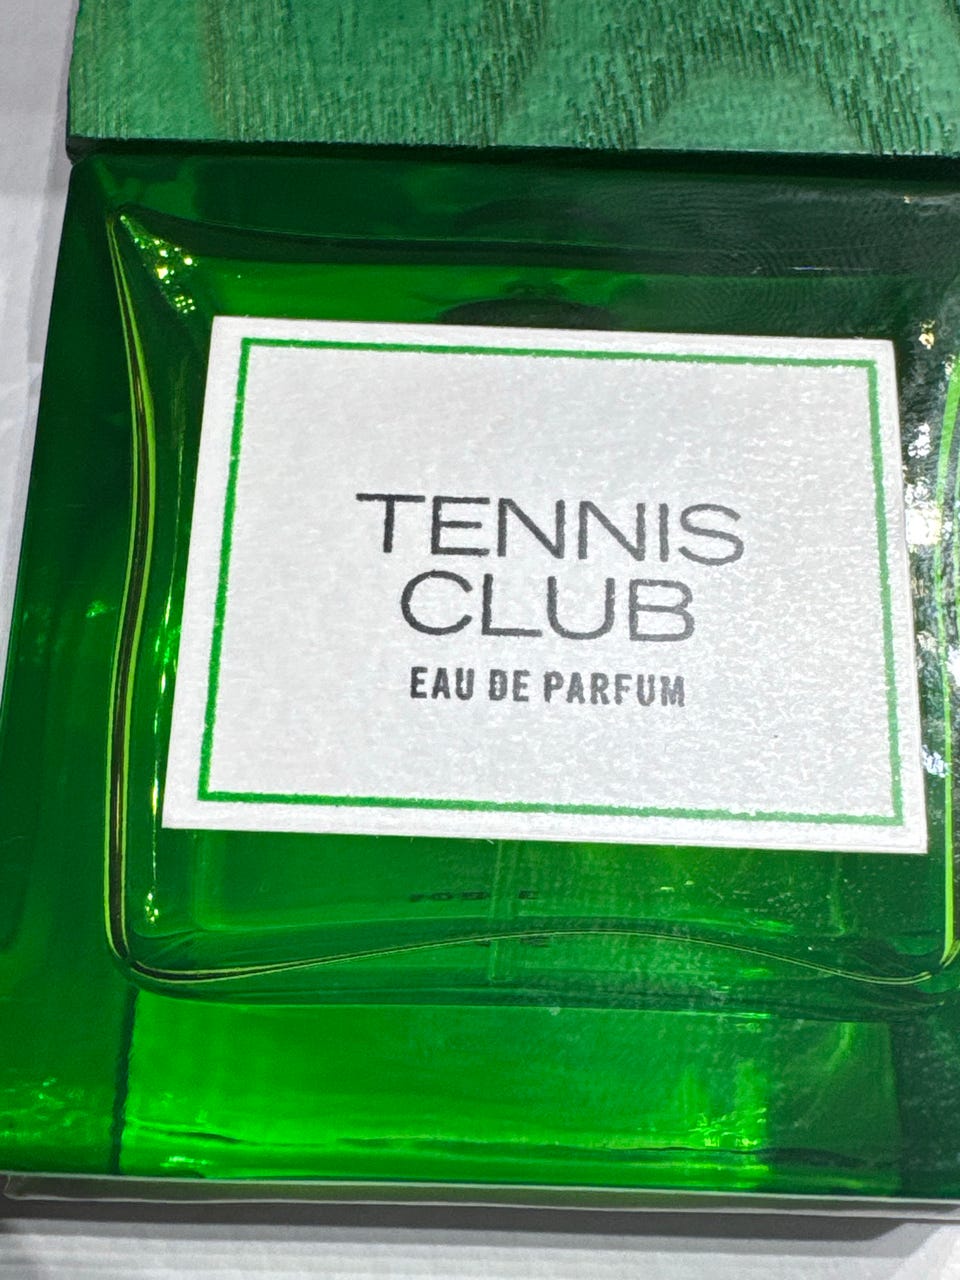 TENNIS
CLUB
EAU DE PARFUM